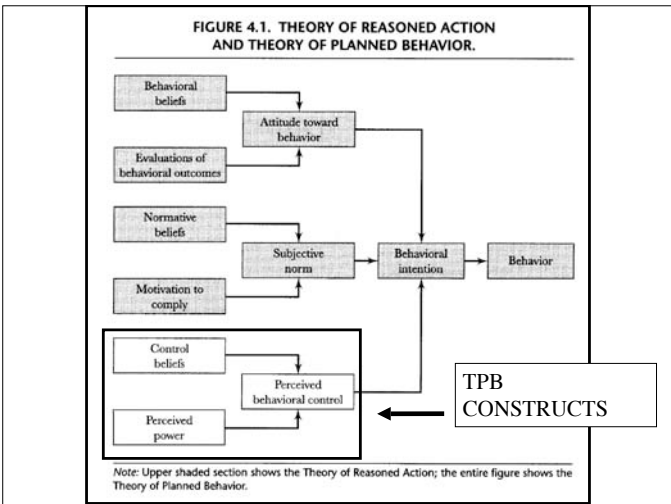 FIGURE 4.1. THEORY OF REASONED ACTION
AND THEORY OF PLANNED BEHAVIOR.
Behavioral
beliefs
Attitude toward
behavior
Evaluations of
behavioral outcomes
Normative
beliefs
Subjective
norm
Behavioral
intention
Behavior
Motivation to
comply
Control
beliefs
Perceived
behavioral control
Perceived
power
TPB
CONSTRUCTS
Note: Upper shaded section shows the Theory of Reasoned Action; the entire figure shows the
Theory of Planned Behavior.